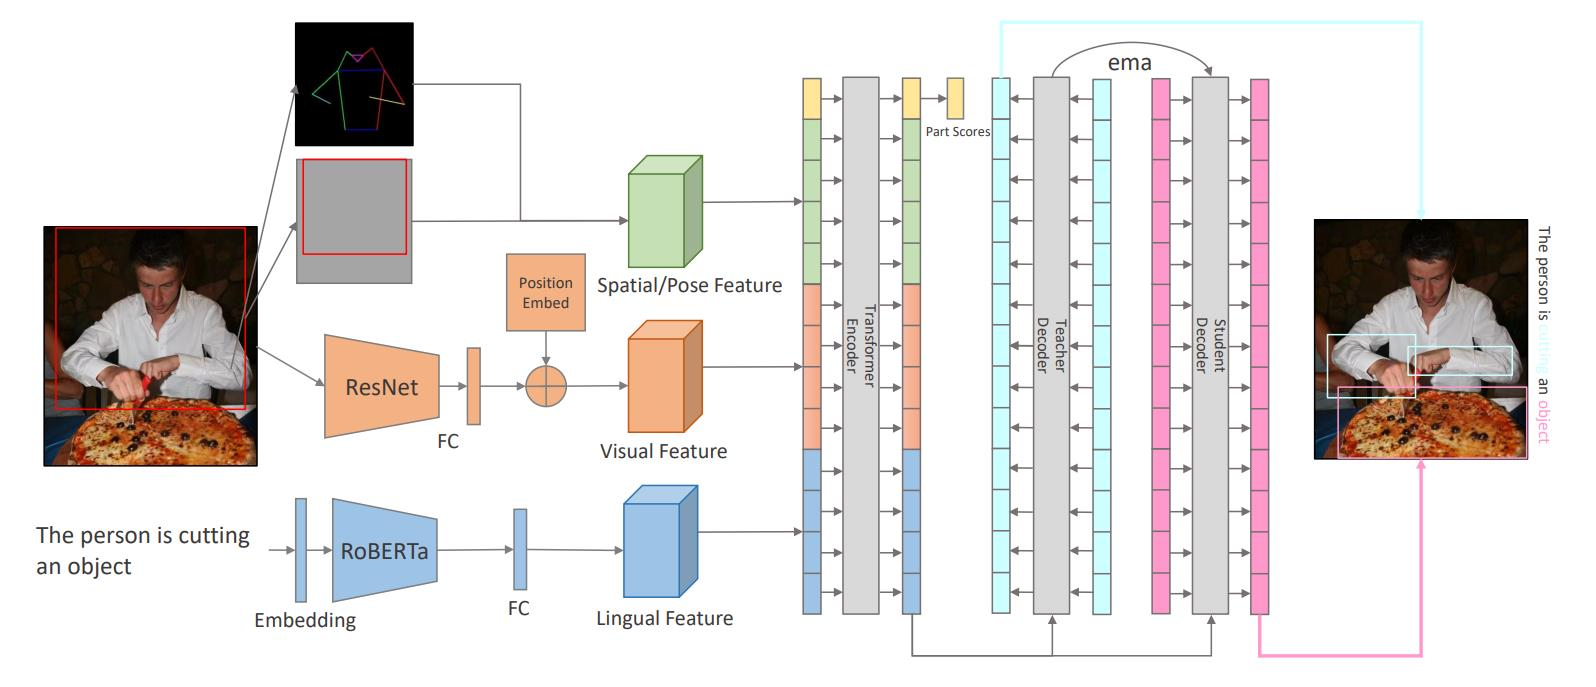 ema
Part Scores
Spatial/Pose Feature
Position
Embed
Transformer
Encoder
Teacher
Decoder
Student
Decoder
ResNet
FC
Visual Feature
The person is cutting an object
The person is cutting
an object
RoBERTa
Embedding
FC
Lingual Feature